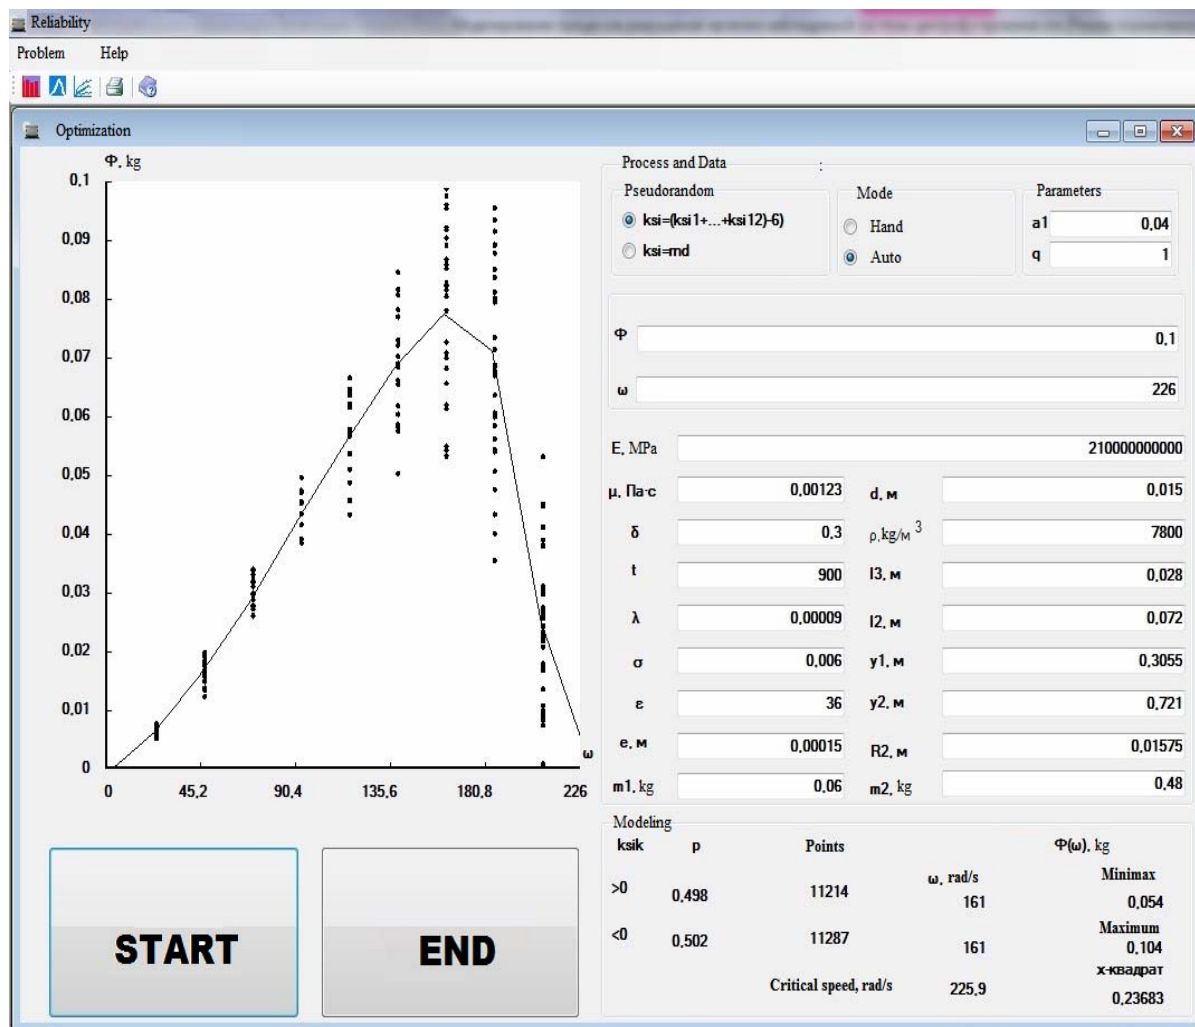 Reliability
Problem Help
Optimization
Φ, kg
0,1
0,09
0,08
0,07
0,06
0,05
0,04
0,03
0,02
0,01
0
ω
0 45,2 90,4 135,6 180,8 226
START END
Process and Data :
Pseudorandom
ksi=(ksi1+...+ksi12)-6)
ksi=rnd
Mode
Hand
Auto
Parameters
a1 0,04
q 1
Φ 0,1
ω 226
E, MPa 210000000000
μ, Па·с 0,00123 d, м 0,015
δ 0,3 ρ,kg/м 3 7800
t 900 l3, м 0,028
λ 0,00009 l2, м 0,072
σ 0,006 y1, м 0,3055
ε 36 y2, м 0,721
e, м 0,00015 R2, м 0,01575
m1, kg 0,06 m2, kg 0,48
Modeling
ksik p Points Φ(ω), kg
ω, rad/s Minimax
>0 0,498 11214 161 0,054
Maximum
<0 0,502 11287 161 0,104
х-квадрат
Critical speed, rad/s 225,9 0,23683